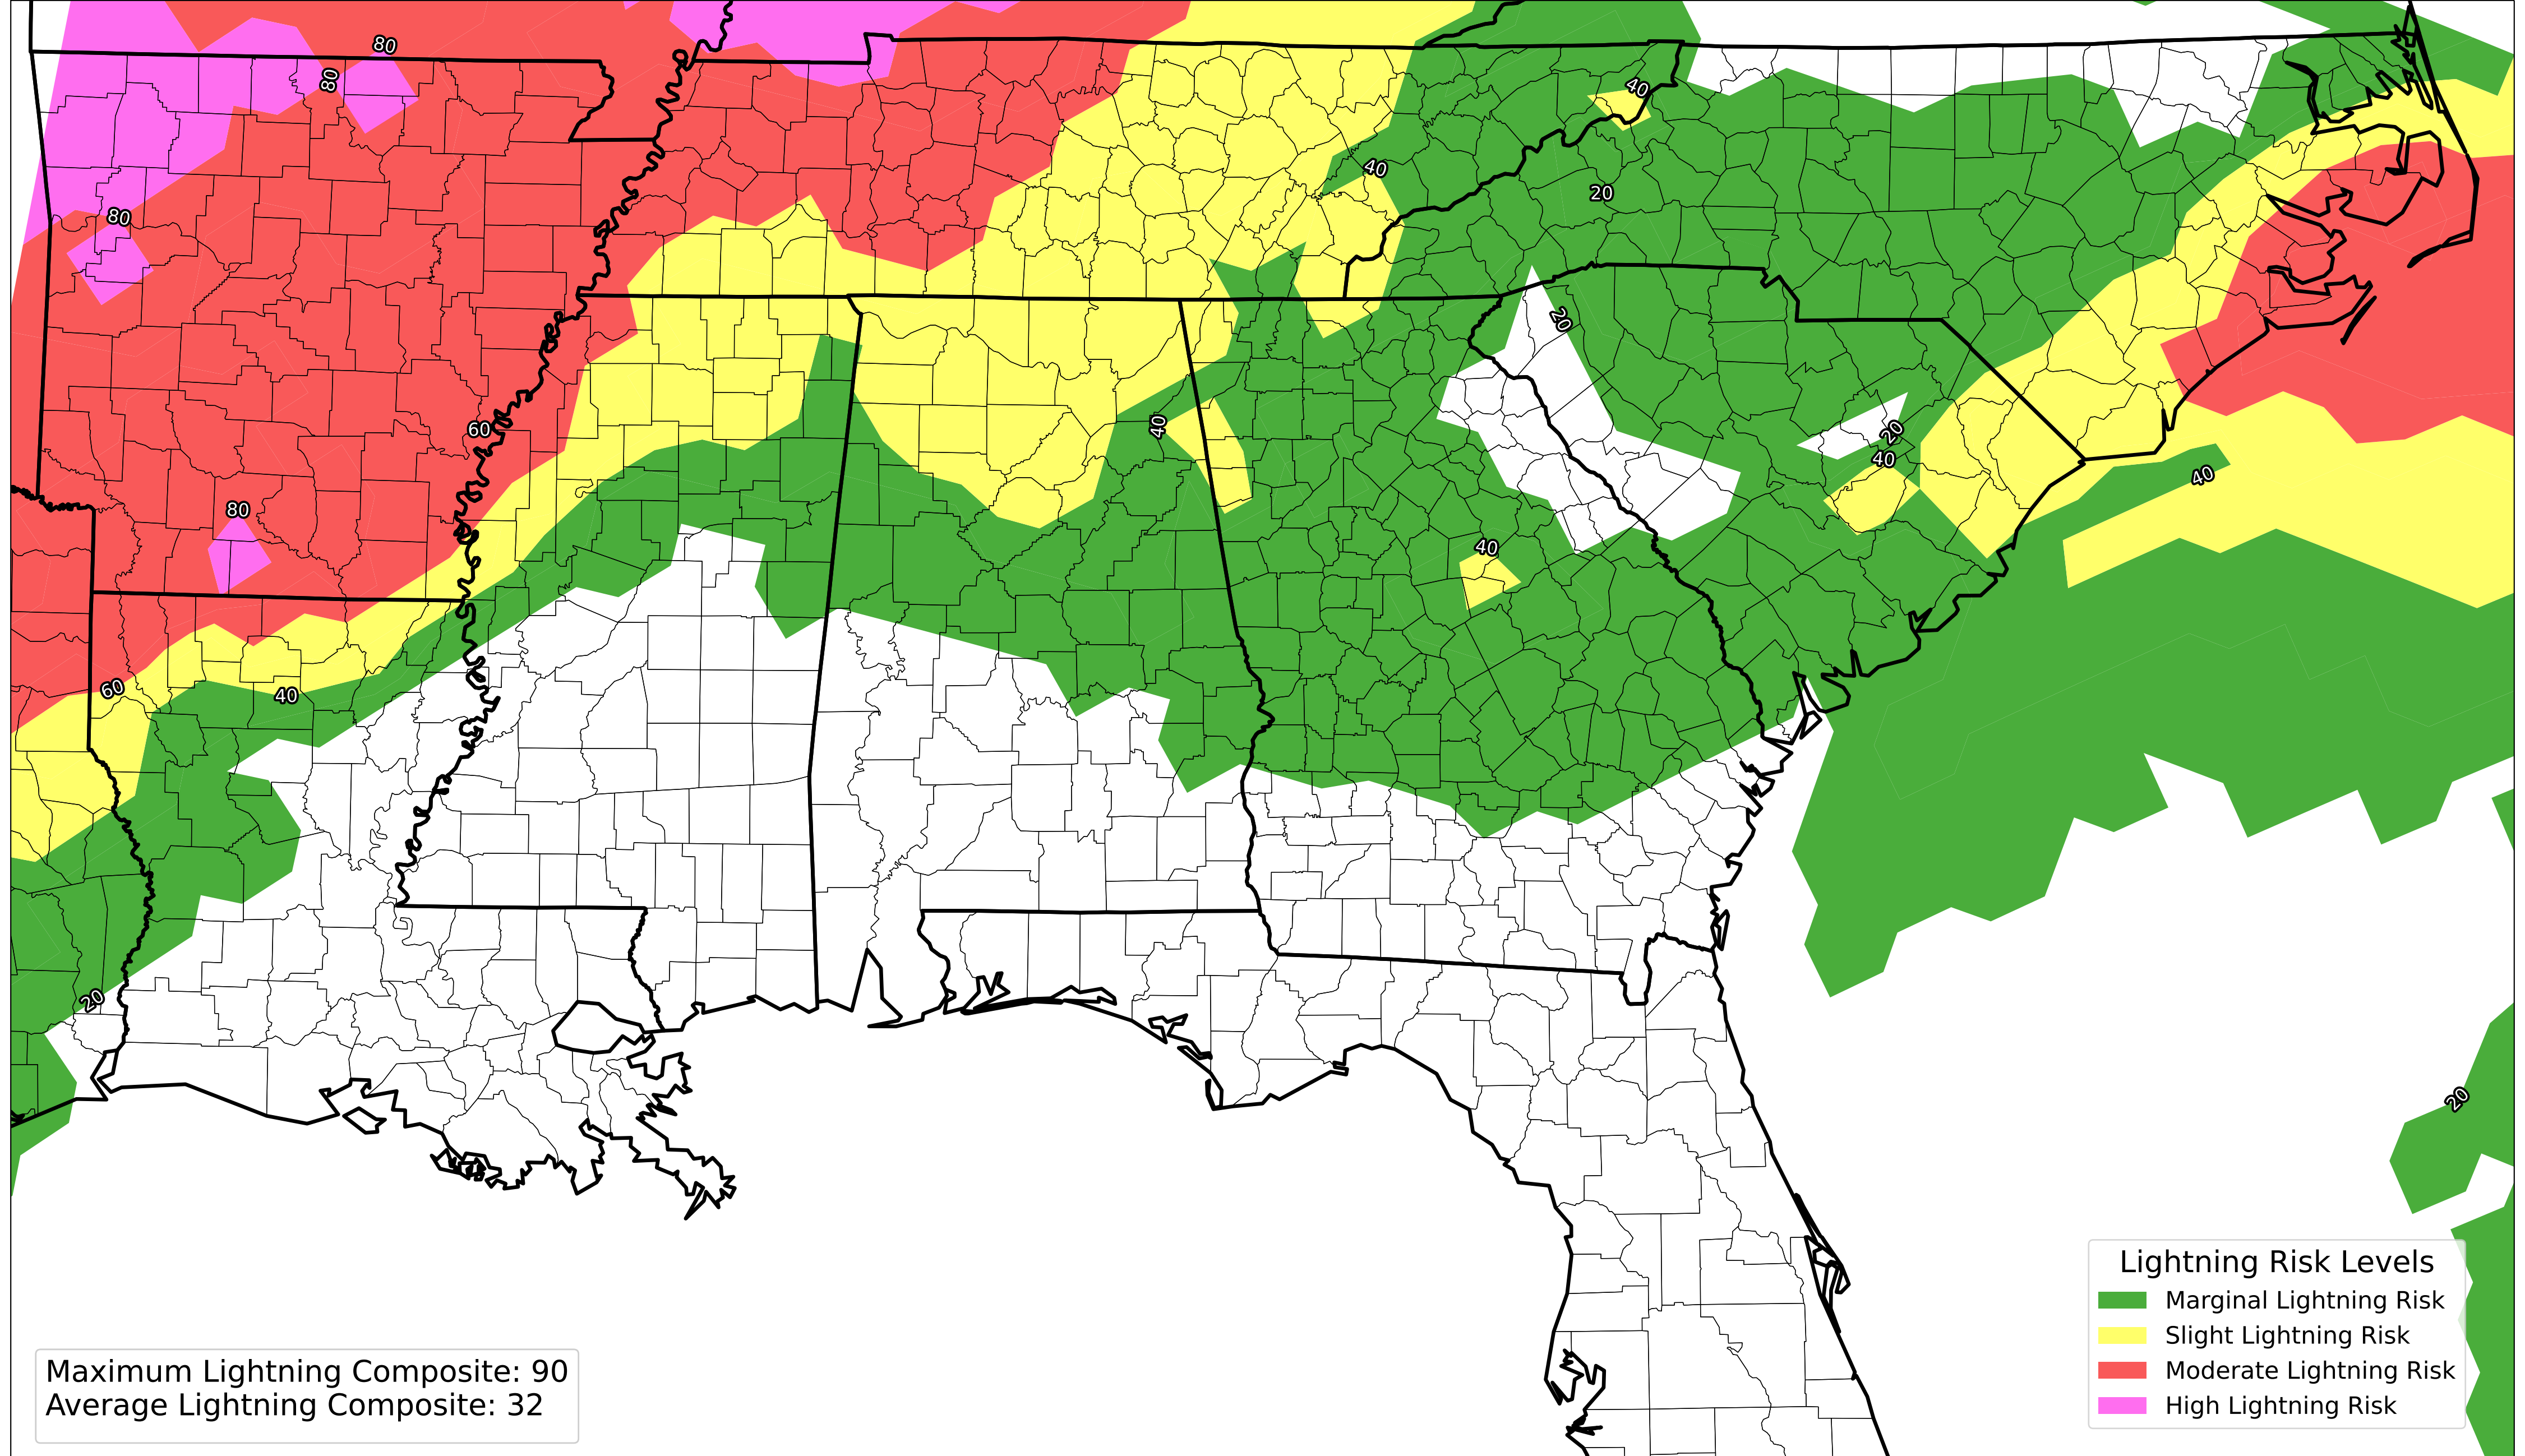 80
80
40
40
20
80
20
40
60
20
40
40
80
40
60
40
20
20
Lightning Risk Levels
Marginal Lightning Risk
Slight Lightning Risk
Moderate Lightning Risk
High Lightning Risk
Maximum Lightning Composite: 90
Average Lightning Composite: 32